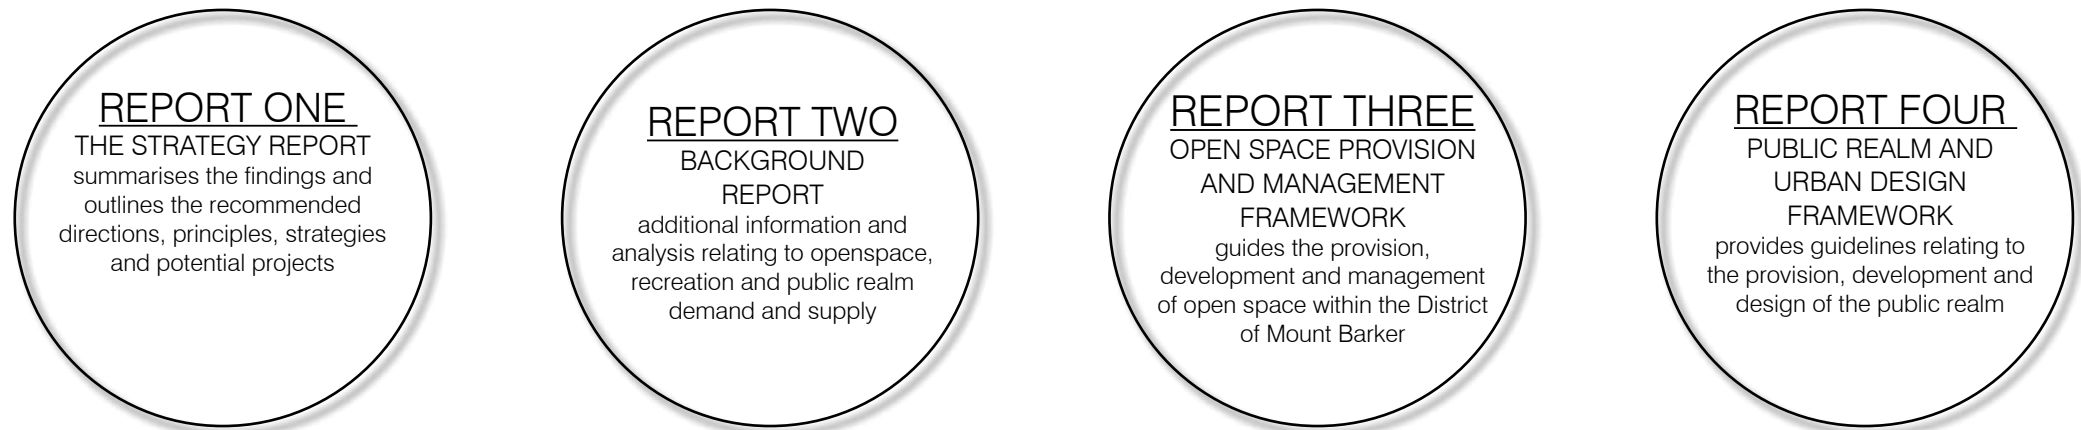 REPORT ONE
THE STRATEGY REPORT
summarises the findings and
outlines the recommended
directions, principles, strategies
and potential projects
REPORT TWO
BACKGROUND
REPORT
additional information and
analysis relating to openspace,
recreation and public realm
demand and supply
REPORT THREE
OPEN SPACE PROVISION
AND MANAGEMENT
FRAMEWORK
guides the provision,
development and management
of open space within the District
of Mount Barker
REPORT FOUR
PUBLIC REALM AND
URBAN DESIGN
FRAMEWORK
provides guidelines relating to
the provision, development and
design of the public realm